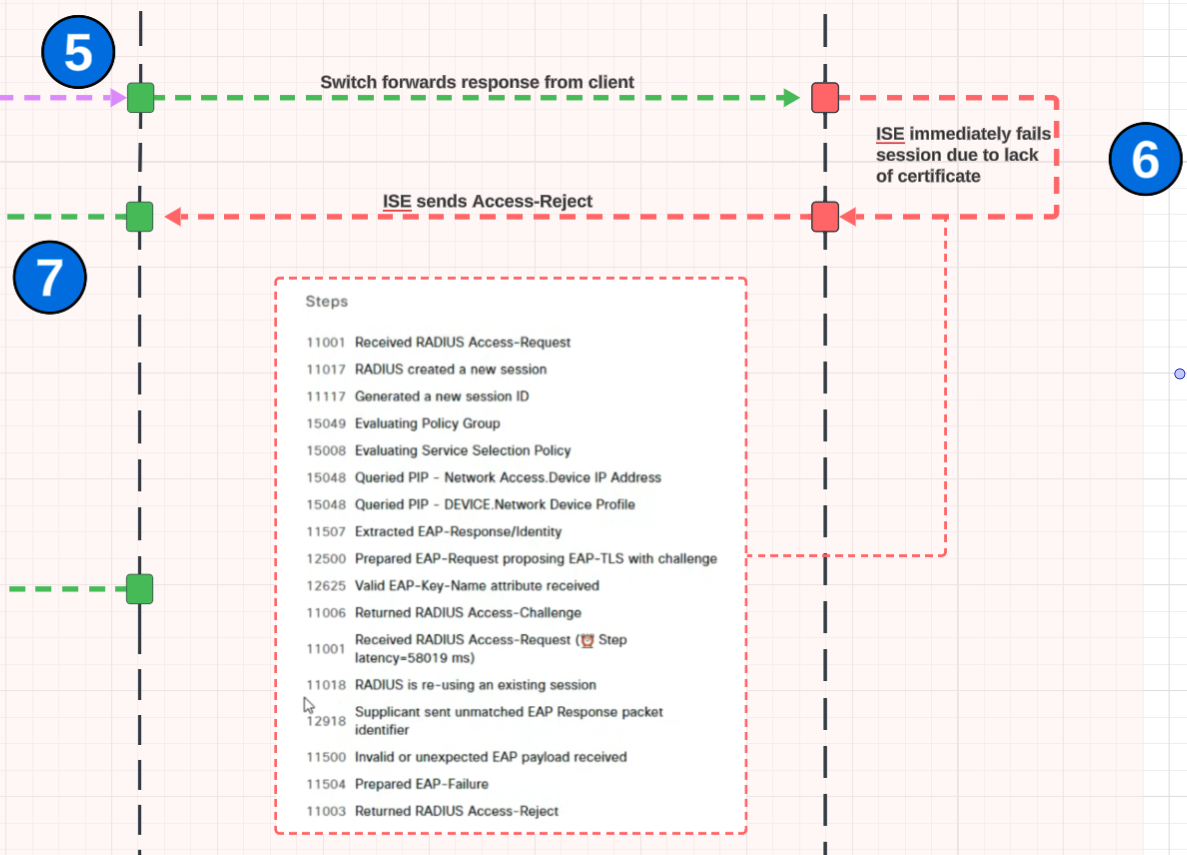 5
Switch forwards response from client
ISE immediately fails
session due to lack
of certificate
6
ISE sends Access-Reject
7
Steps
11001 Received RADIUS Access-Request
11017 RADIUS created a new session
11117 Generated a new session ID
15049 Evaluating Policy Group
15008 Evaluating Service Selection Policy
15048 Queried PIP - Network Access.Device IP Address
15048 Queried PIP - DEVICE.Network Device Profile
11507 Extracted EAP-Response/Identity
12500 Prepared EAP-Request proposing EAP-TLS with challenge
12625 Valid EAP-Key-Name attribute received
11006 Returned RADIUS Access-Challenge
11001 Received RADIUS Access-Request (⏰ Step
latency=58019 ms)
11018 RADIUS is re-using an existing session
12918 Supplicant sent unmatched EAP Response packet
identifier
11500 Invalid or unexpected EAP payload received
11504 Prepared EAP-Failure
11003 Returned RADIUS Access-Reject